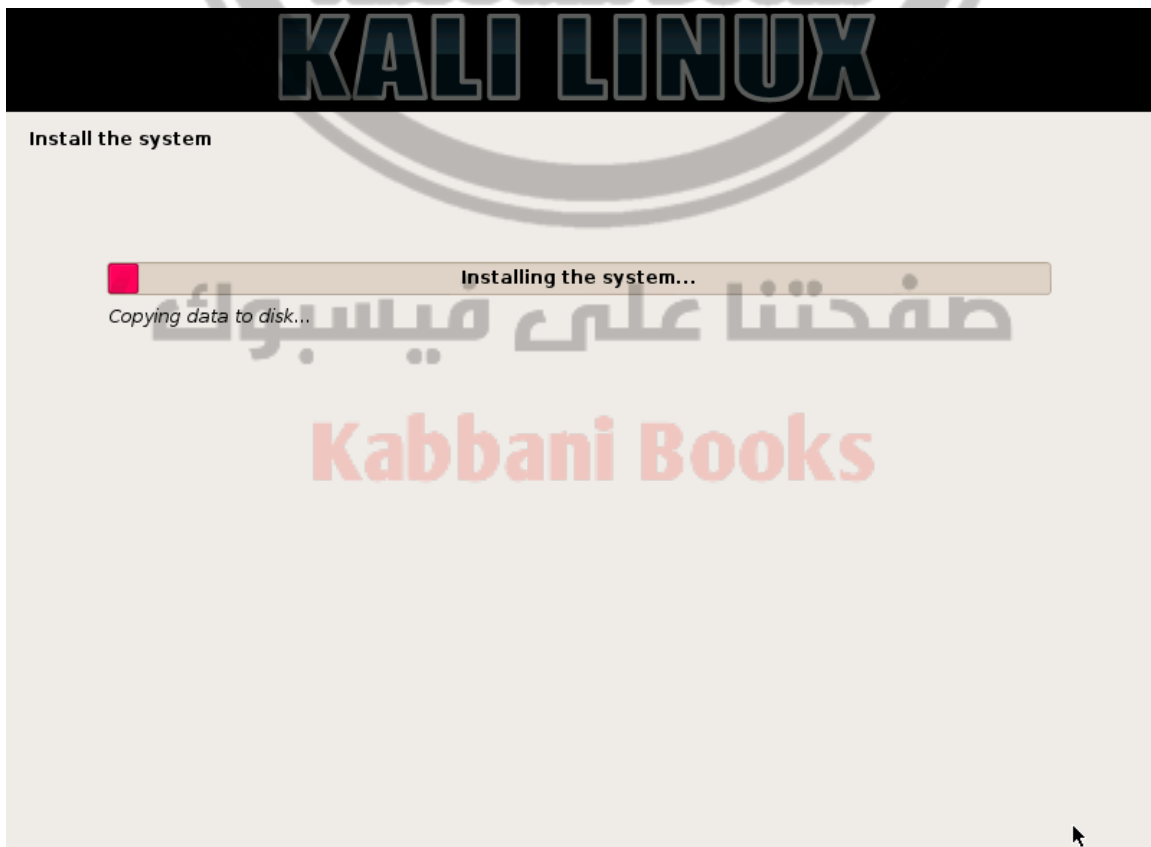 KALI LINUX
Install the system
Installing the system...
Copying data to disk...
صفحتنا على فيسبوك
Kabbani Books